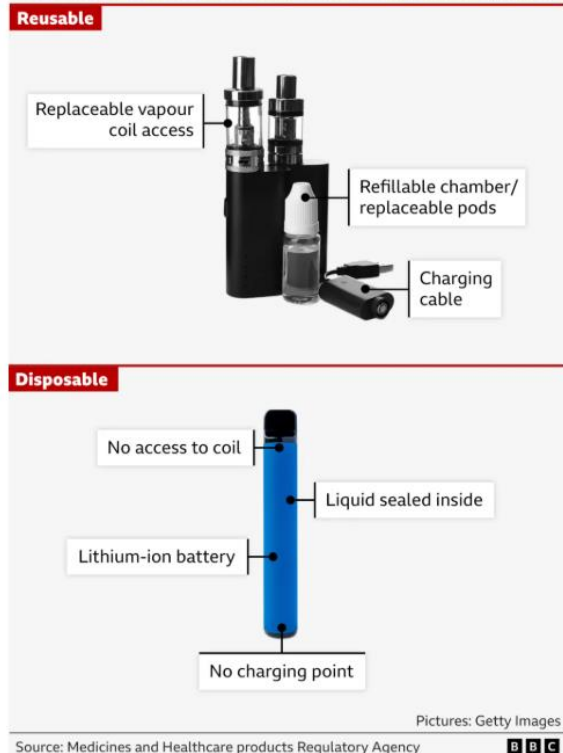 Reusable
Replaceable vapour
coil access
Refillable chamber/
replaceable pods
Charging
cable
Disposable
No access to coil
Liquid sealed inside
Lithium-ion battery
No charging point
Pictures: Getty Images
Source: Medicines and Healthcare products Regulatory Agency
BBC